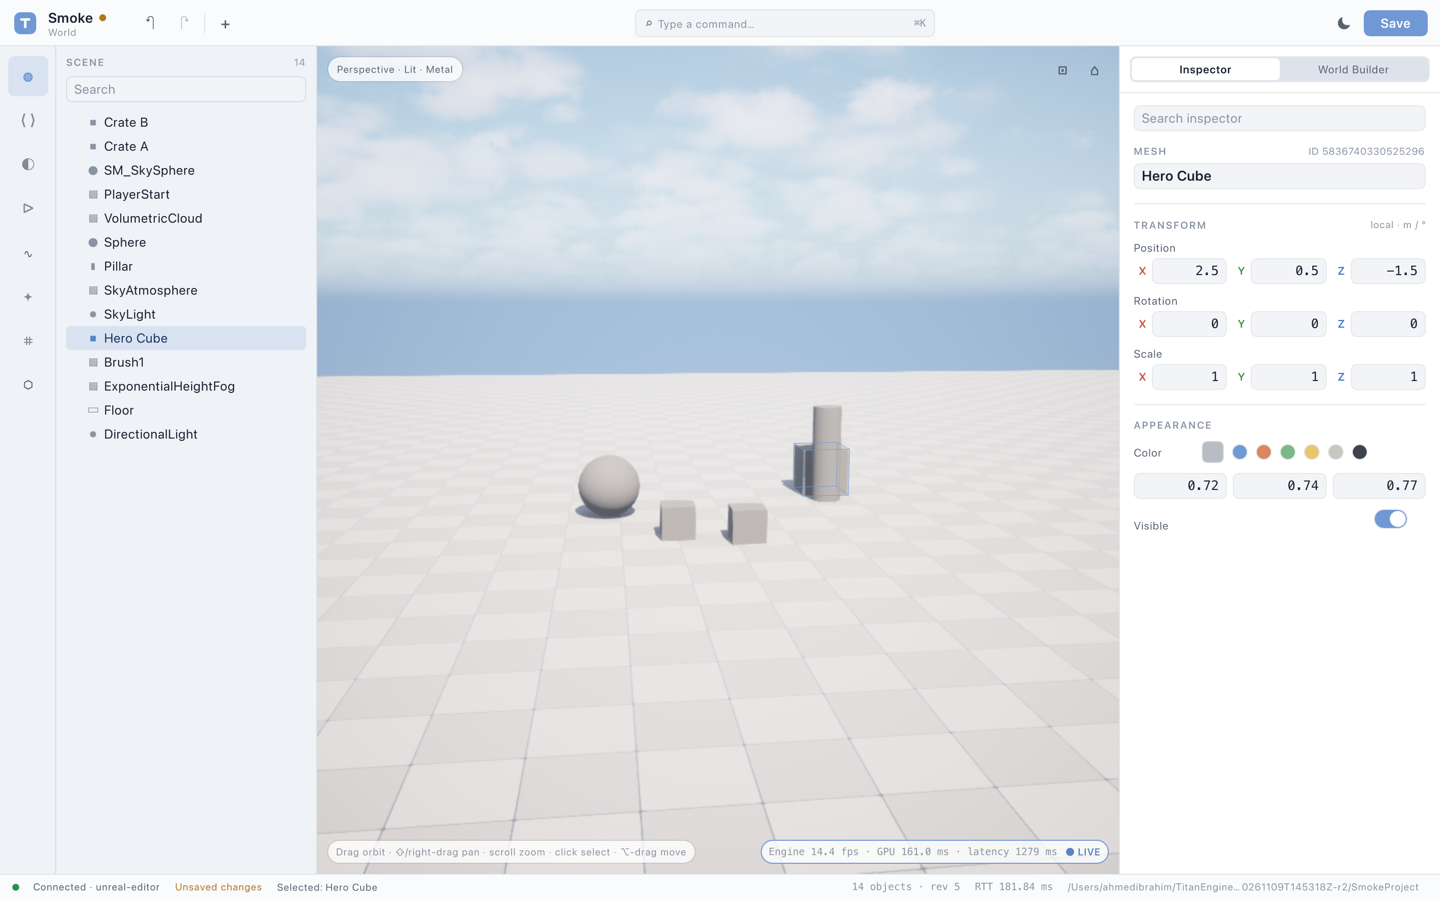 T
Smoke
World
Type a command...
⌘K
Save
SCENE 14
Search
Crate B
Crate A
SM_SkySphere
PlayerStart
VolumetricCloud
Sphere
Pillar
SkyAtmosphere
SkyLight
Hero Cube
Brush1
ExponentialHeightFog
Floor
DirectionalLight
Perspective · Lit · Metal
Drag orbit · ⇧/right-drag pan · scroll zoom · click select · ⌥-drag move
Engine 14.4 fps · GPU 161.0 ms · latency 1279 ms LIVE
Inspector World Builder
Search inspector
MESH ID 5836740330525296
Hero Cube
TRANSFORM local · m / °
Position
X 2.5 Y 0.5 Z −1.5
Rotation
X 0 Y 0 Z 0
Scale
X 1 Y 1 Z 1
APPEARANCE
Color
0.72 0.74 0.77
Visible
Connected · unreal-editor Unsaved changes Selected: Hero Cube 14 objects · rev 5 RTT 181.84 ms /Users/ahmedibrahim/TitanEngine...0261109T145318Z-r2/SmokeProject